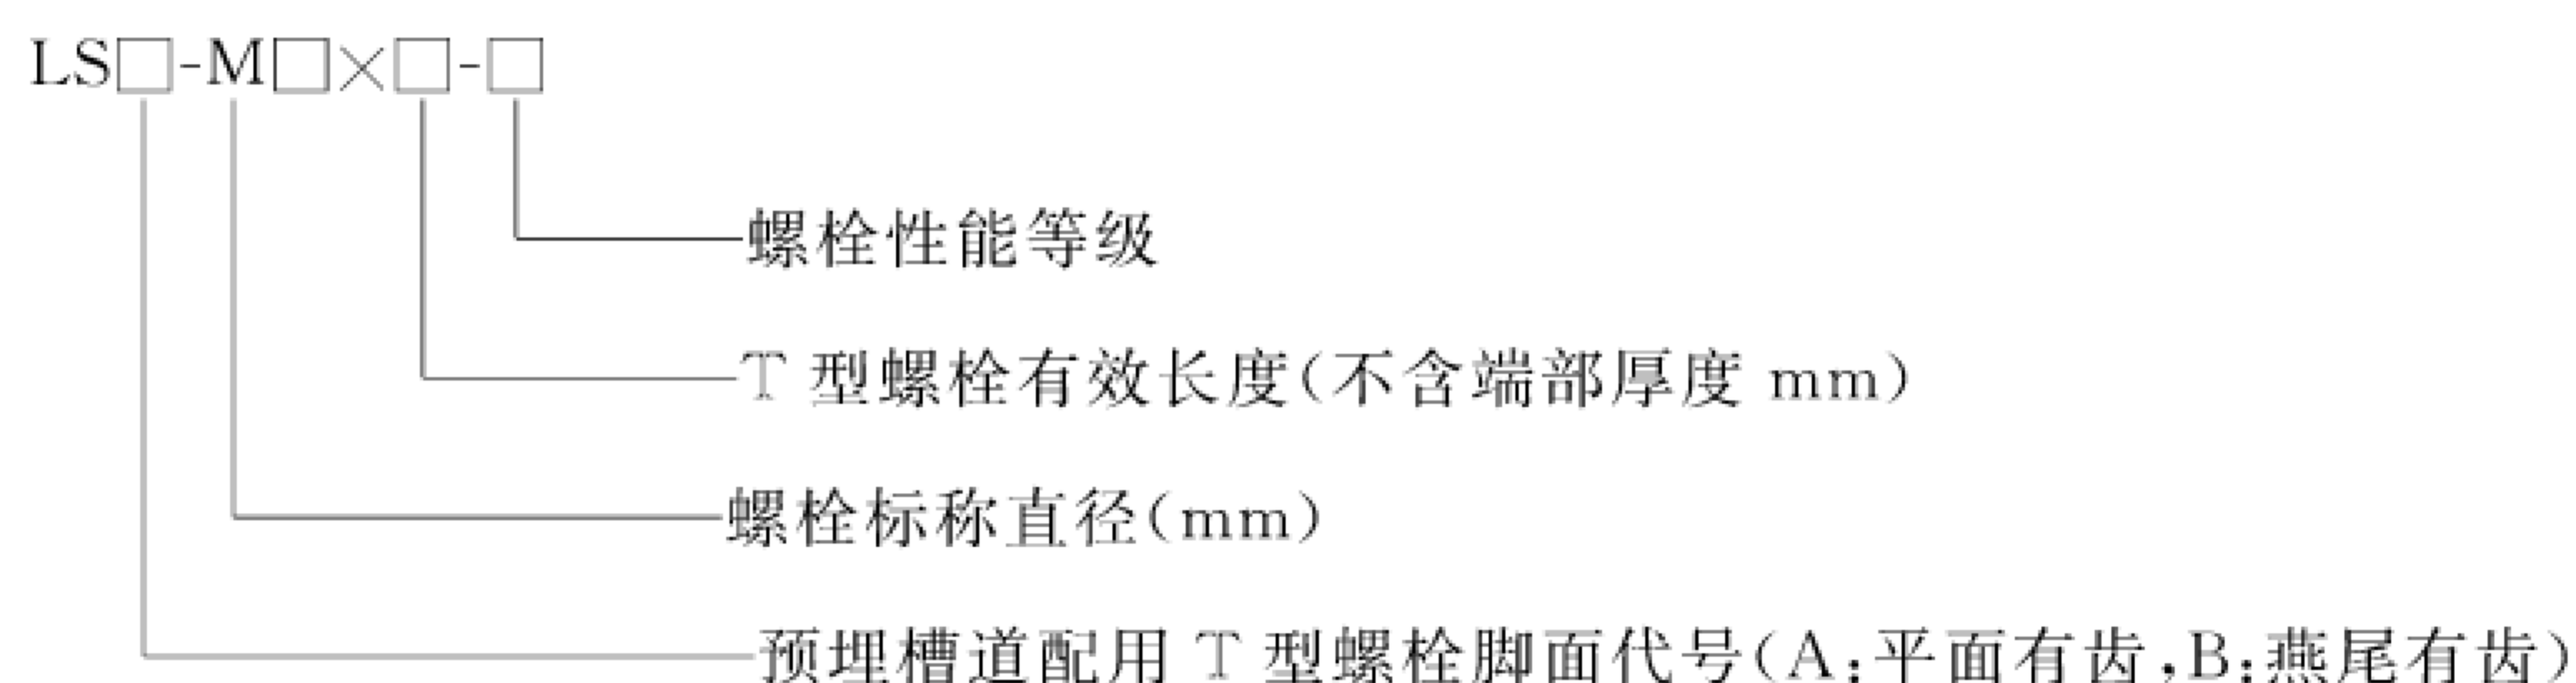 LS□-M□×□-□
螺栓性能等级
T 型螺栓有效长度(不含端部厚度 mm)
螺栓标称直径(mm)
预埋槽道配用 T 型螺栓脚面代号(A:平面有齿,B:燕尾有齿)